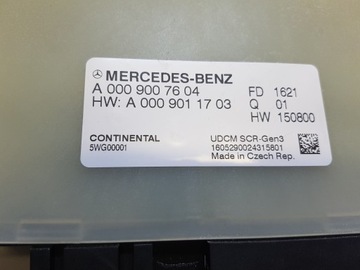 MERCEDES-BENZ
A 000 900 76 04 FD 1621
HW: A 000 901 17 03 Q 01
HW 150800
CONTINENTAL UDCM SCR-Gen3
5WG00001 1605290024315801
Made in Czech Rep.